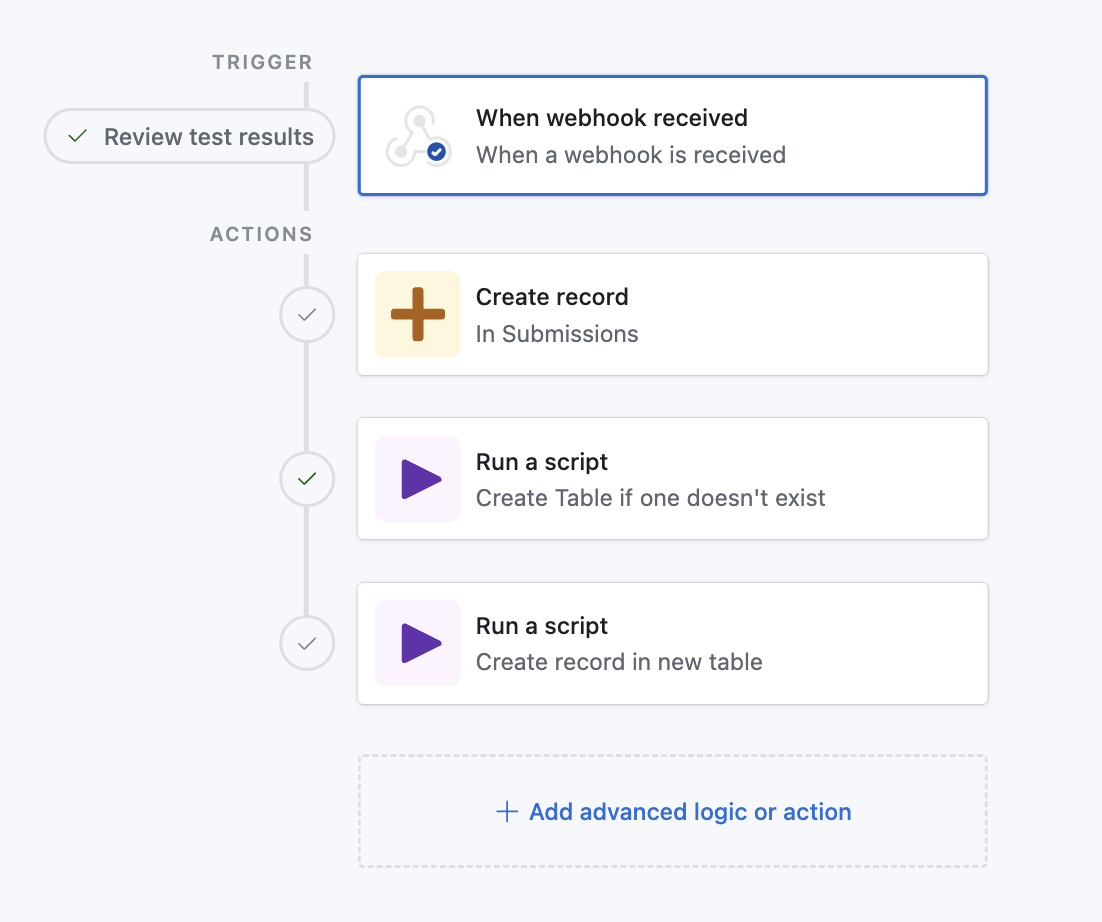 TRIGGER
Review test results
When webhook received
When a webhook is received
ACTIONS
Create record
In Submissions
Run a script
Create Table if one doesn't exist
Run a script
Create record in new table
Add advanced logic or action